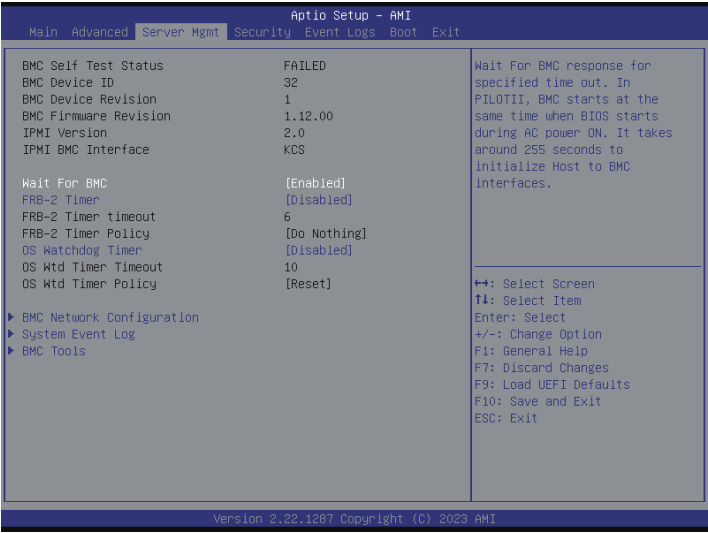 Aptio Setup - AMI
Main Advanced Server Mgmt Security Event Logs Boot Exit
BMC Self Test Status FAILED
BMC Device ID 32
BMC Device Revision 1
BMC Firmware Revision 1.12.00
IPMI Version 2.0
IPMI BMC Interface KCS
Wait For BMC [Enabled]
FRB-2 Timer [Disabled]
FRB-2 Timer timeout 6
FRB-2 Timer Policy [Do Nothing]
OS Watchdog Timer [Disabled]
OS Wtd Timer Timeout 10
OS Wtd Timer Policy [Reset]
BMC Network Configuration
System Event Log
BMC Tools
Wait For BMC response for
specified time out. In
PILOTII, BMC starts at the
same time when BIOS starts
during AC power ON. It takes
around 255 seconds to
initialize Host to BMC
interfaces.
↔: Select Screen
↑↓: Select Item
Enter: Select
+/-: Change Option
F1: General Help
F7: Discard Changes
F9: Load UEFI Defaults
F10: Save and Exit
ESC: Exit
Version 2.22.1287 Copyright (C) 2023 AMI